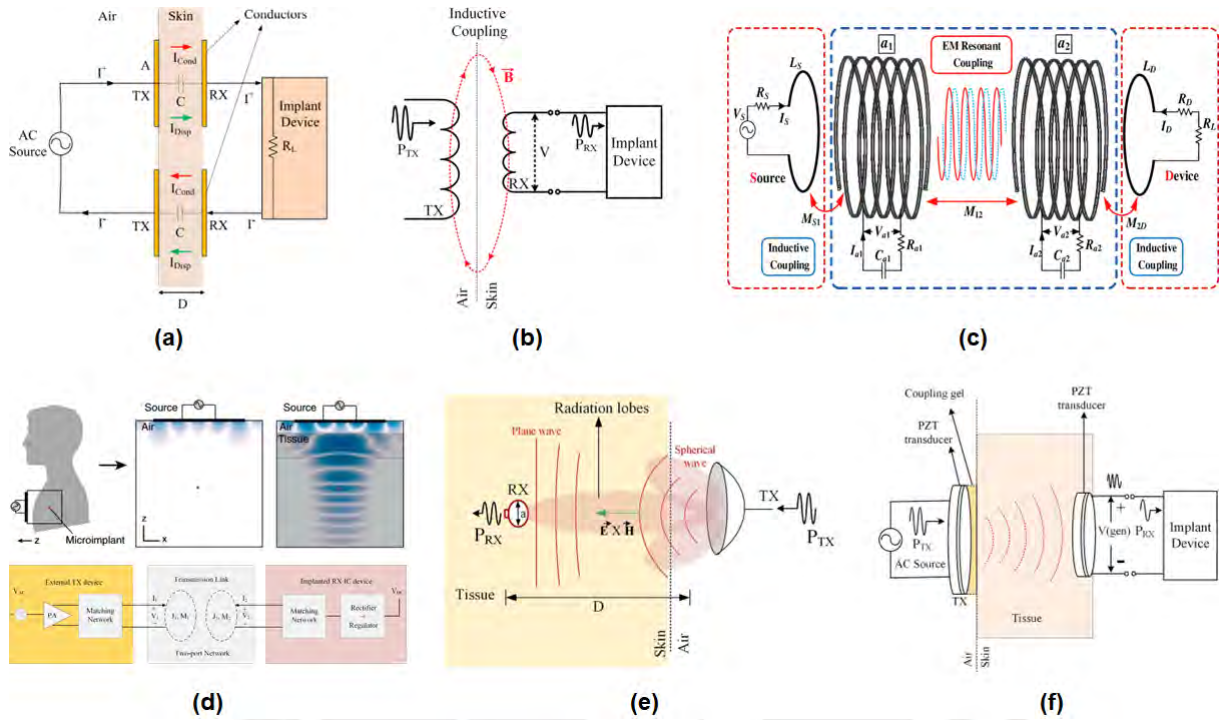 Air
Skin
Conductors
I_Cond
A
I⁺
C
TX
RX
I⁺
I_Disp
AC
Source
Implant
Device
R_L
I_Cond
C
TX
RX
I⁻
I⁻
I_Disp
D
(a)
Inductive
Coupling
B
P_TX
TX
V
RX
P_RX
Implant
Device
Air
Skin
(b)
a₁
EM Resonant
Coupling
a₂
L_S
L_D
R_S
V_S
I_S
R_D
I_D
R_L
Source
Device
M_S1
M_12
M_2D
V_a1
I_a1
R_a1
C_a1
V_a2
I_a2
R_a2
C_a2
Inductive
Coupling
Inductive
Coupling
(c)
Source
Air
Source
Air
Tissue
Microimplant
z
z
x
External TX device
PA
Matching
Network
Transmission Link
Two-port Network
Implanted RX IC device
Matching
Network
Rectifier
Regulator
(d)
Radiation lobes
Plane wave
Spherical
wave
RX
a
P_RX
E X H
TX
P_TX
Tissue
D
Skin
Air
(e)
Coupling gel
PZT
transducer
PZT
transducer
P_TX
AC Source
TX
+
V(gen)
-
P_RX
Implant
Device
Tissue
Air
Skin
(f)